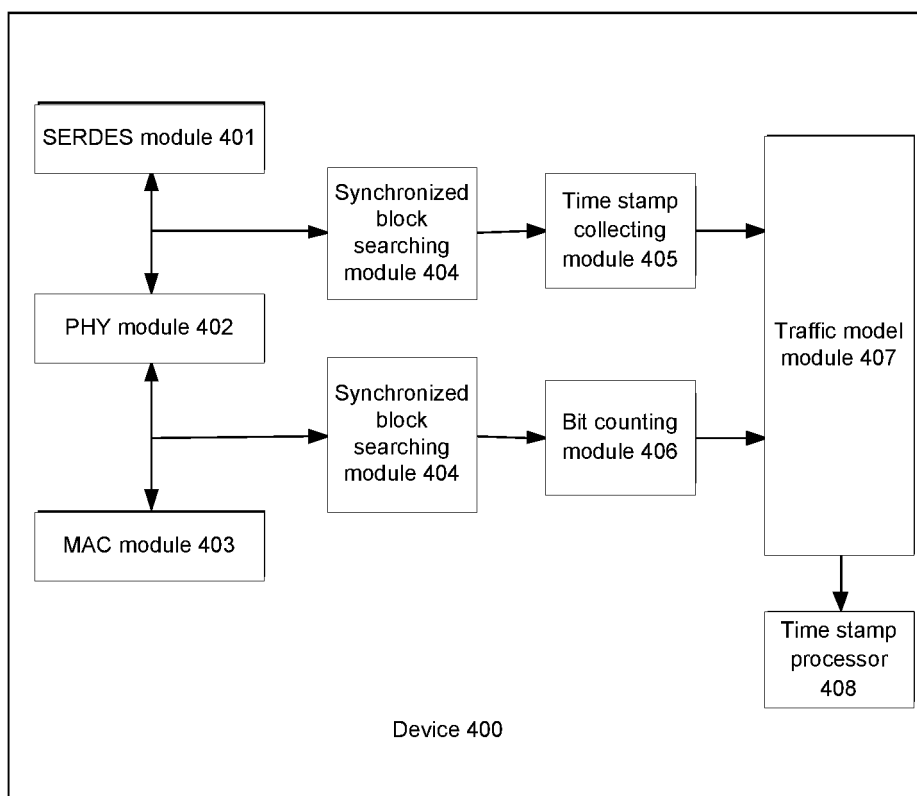 SERDES module 401
Synchronized
block
searching
module 404
Time stamp
collecting
module 405
PHY module 402
Traffic model
module 407
Synchronized
block
searching
module 404
Bit counting
module 406
MAC module 403
Time stamp
processor
408
Device 400